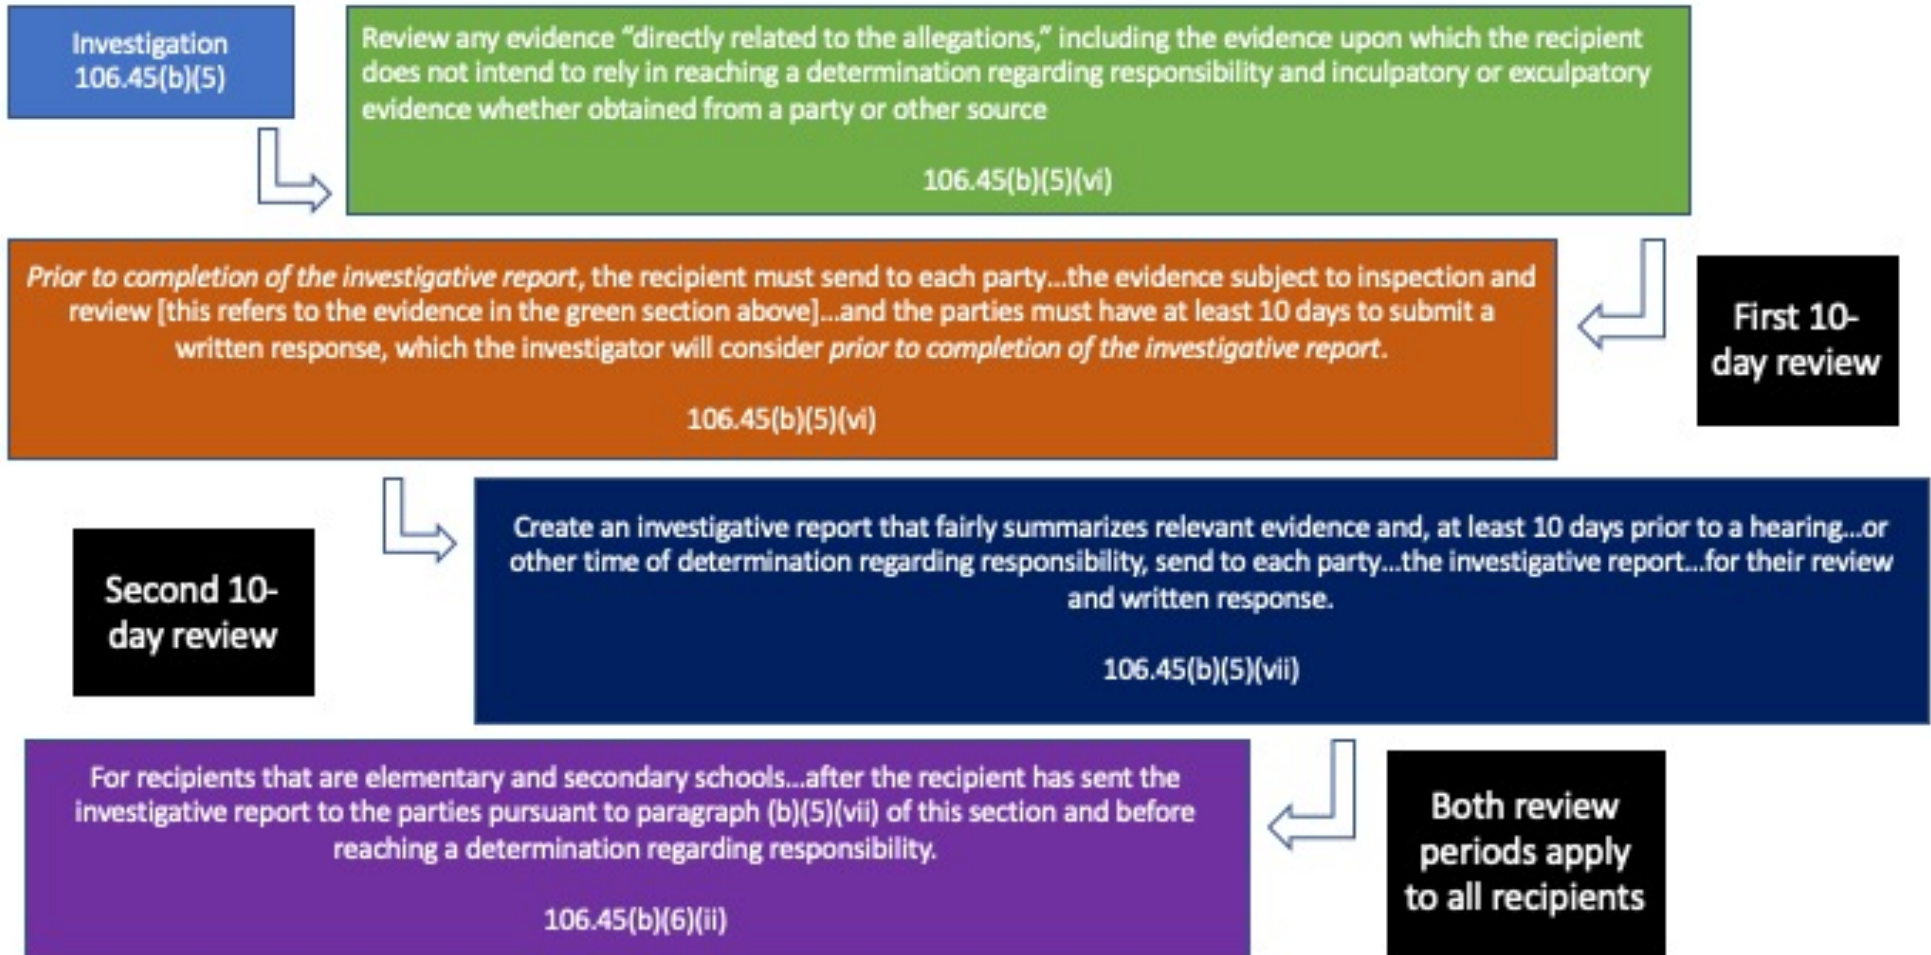 Investigation
106.45(b)(5)
Review any evidence “directly related to the allegations,” including the evidence upon which the recipient
does not intend to rely in reaching a determination regarding responsibility and inculpatory or exculpatory
evidence whether obtained from a party or other source
106.45(b)(5)(vi)
Prior to completion of the investigative report, the recipient must send to each party...the evidence subject to inspection and
review [this refers to the evidence in the green section above]...and the parties must have at least 10 days to submit a
written response, which the investigator will consider prior to completion of the investigative report.
106.45(b)(5)(vi)
First 10-
day review
Second 10-
day review
Create an investigative report that fairly summarizes relevant evidence and, at least 10 days prior to a hearing...or
other time of determination regarding responsibility, send to each party...the investigative report...for their review
and written response.
106.45(b)(5)(vii)
For recipients that are elementary and secondary schools...after the recipient has sent the
investigative report to the parties pursuant to paragraph (b)(5)(vii) of this section and before
reaching a determination regarding responsibility.
106.45(b)(6)(ii)
Both review
periods apply
to all recipients